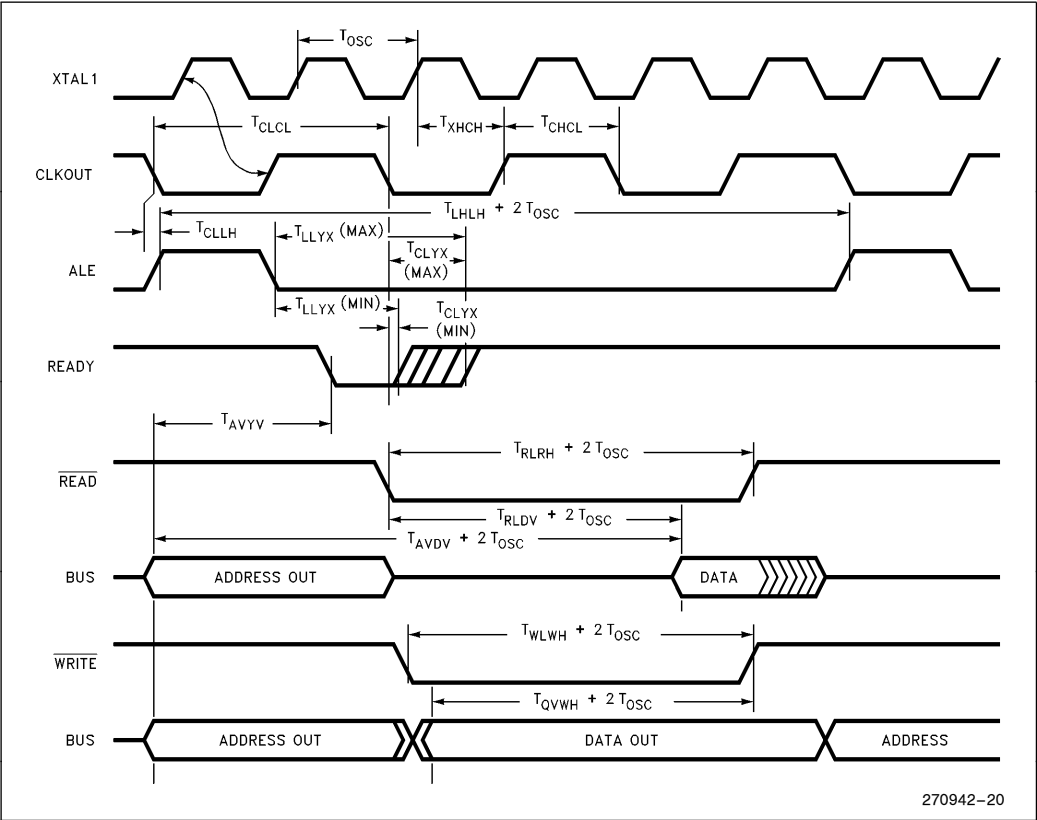 T_OSC
XTAL1
T_CLCL
T_XHCH
T_CHCL
CLKOUT
T_LHLH + 2 T_OSC
T_CLLH
T_LLYX (MAX)
T_CLYX
(MAX)
ALE
T_LLYX (MIN)
T_CLYX
(MIN)
READY
T_AVYV
T_RLRH + 2 T_OSC
READ
T_RLDV + 2 T_OSC
T_AVDV + 2 T_OSC
BUS
ADDRESS OUT
DATA
T_WLWH + 2 T_OSC
WRITE
T_QVWH + 2 T_OSC
BUS
ADDRESS OUT
DATA OUT
ADDRESS
270942-20